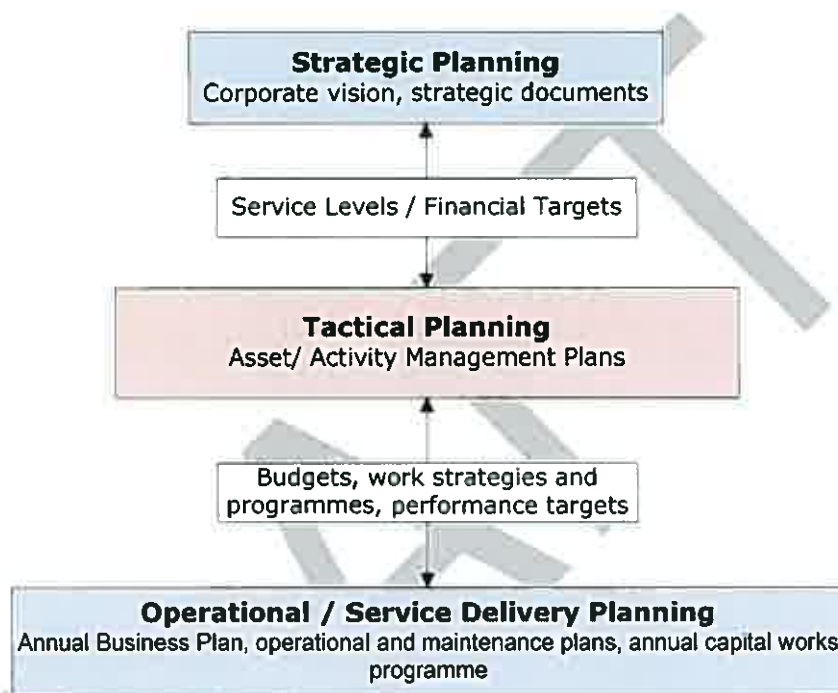 Strategic Planning
Corporate vision, strategic documents
Service Levels / Financial Targets
Tactical Planning
Asset/ Activity Management Plans
Budgets, work strategies and
programmes, performance targets
Operational / Service Delivery Planning
Annual Business Plan, operational and maintenance plans, annual capital works
programme